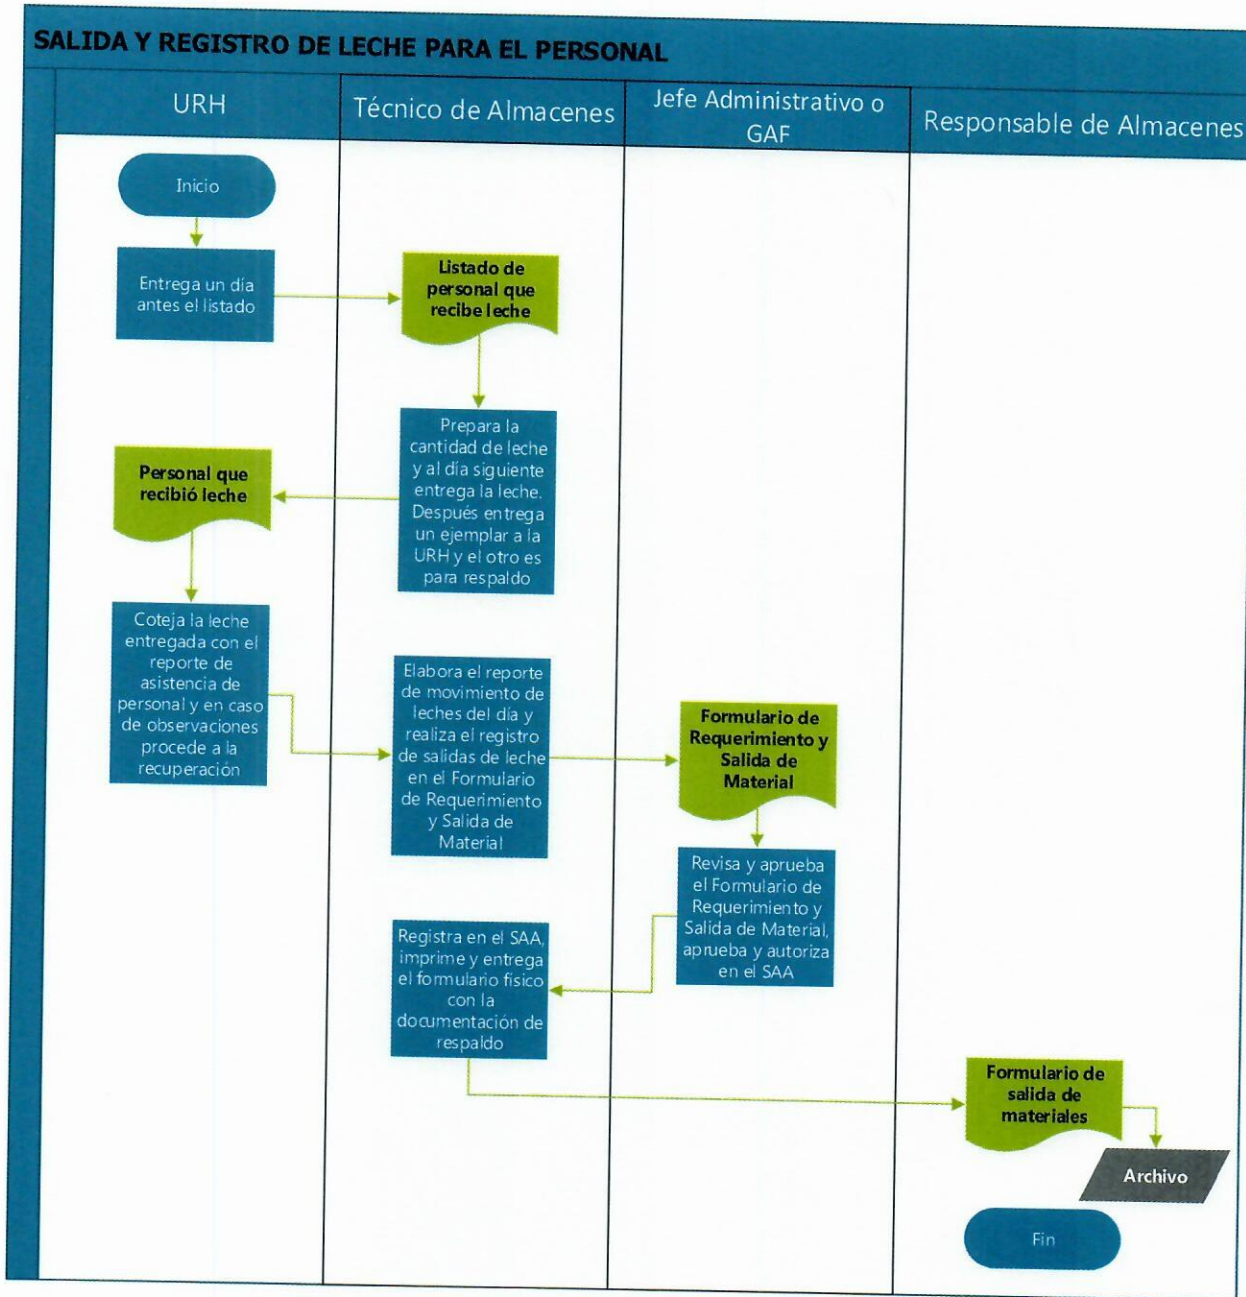 SALIDA Y REGISTRO DE LECHE PARA EL PERSONAL
URH
Técnico de Almacenes
Jefe Administrativo o
GAF
Responsable de Almacenes
Inicio
Entrega un día
antes el listado
Listado de
personal que
recibe leche
Prepara la
cantidad de leche
y al día siguiente
entrega la leche.
Después entrega
un ejemplar a la
URH y el otro es
para respaldo
Personal que
recibió leche
Coteja la leche
entregada con el
reporte de
asistencia de
personal y en caso
de observaciones
procede a la
recuperación
Elabora el reporte
de movimiento de
leches del día y
realiza el registro
de salidas de leche
en el Formulario
de Requerimiento
y Salida de
Material
Formulario de
Requerimiento y
Salida de
Material
Revisa y aprueba
el Formulario de
Requerimiento y
Salida de Material,
aprueba y autoriza
en el SAA
Registra en el SAA,
imprime y entrega
el formulario físico
con la
documentación de
respaldo
Formulario de
salida de
materiales
Archivo
Fin